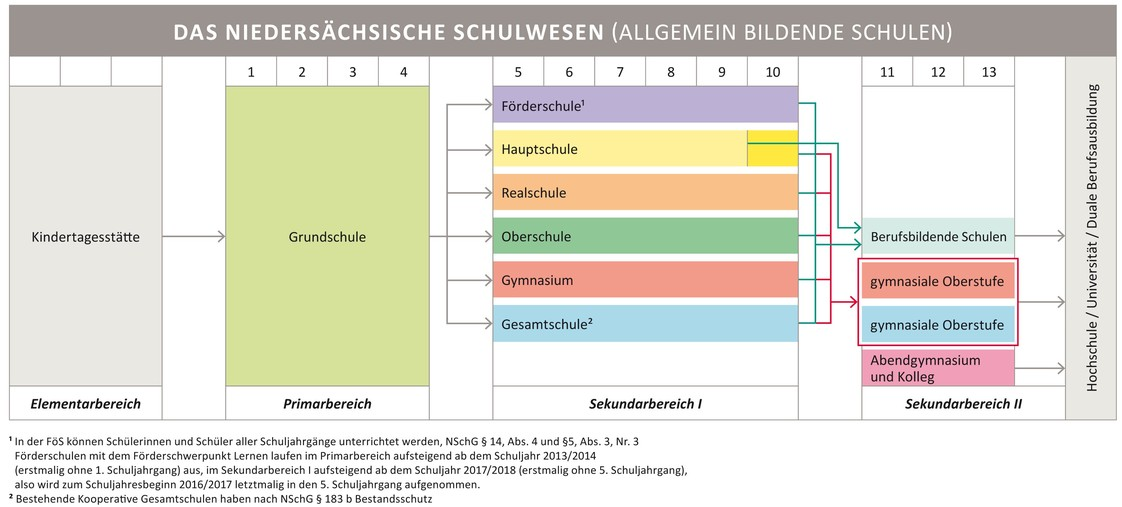 DAS NIEDERSÄCHSISCHE SCHULWESEN (ALLGEMEIN BILDENDE SCHULEN)
1 2 3 4 5 6 7 8 9 10 11 12 13
Kindertagesstätte
Grundschule
Förderschule¹
Hauptschule
Realschule
Oberschule
Gymnasium
Gesamtschule²
Berufsbildende Schulen
gymnasiale Oberstufe
gymnasiale Oberstufe
Abendgymnasium
und Kolleg
Hochschule / Universität / Duale Berufsausbildung
Elementarbereich
Primarbereich
Sekundarbereich I
Sekundarbereich II
¹ In der FöS können Schülerinnen und Schüler aller Schuljahrgänge unterrichtet werden, NSchG § 14, Abs. 4 und §5, Abs. 3, Nr. 3
Förderschulen mit dem Förderschwerpunkt Lernen laufen im Primarbereich aufsteigend ab dem Schuljahr 2013/2014
(erstmalig ohne 1. Schuljahrgang) aus, im Sekundarbereich I aufsteigend ab dem Schuljahr 2017/2018 (erstmalig ohne 5. Schuljahrgang),
also wird zum Schuljahresbeginn 2016/2017 letztmalig in den 5. Schuljahrgang aufgenommen.
² Bestehende Kooperative Gesamtschulen haben nach NSchG § 183 b Bestandsschutz